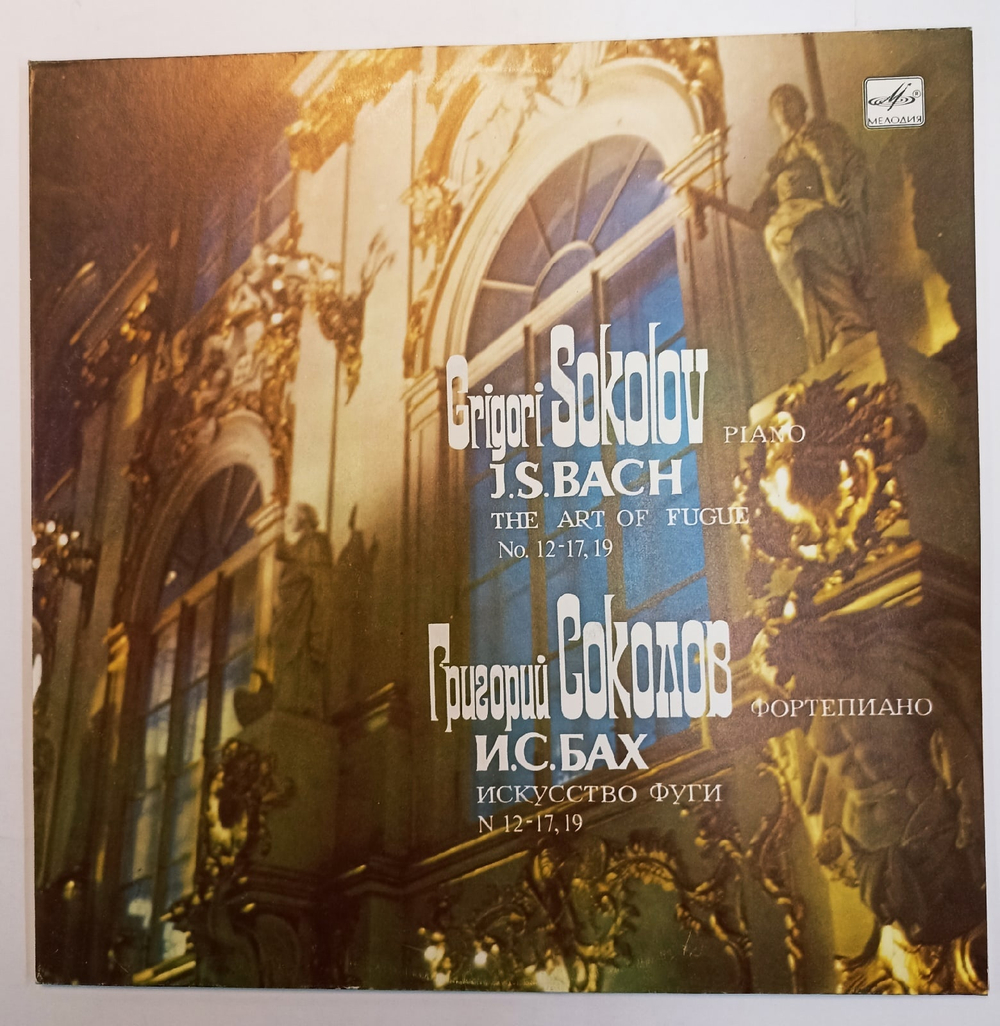 МЕЛОДИЯ
Grigori Sokolov PIANO
J.S.BACH
THE ART OF FUGUE
No. 12-17, 19
Григорий Соколов ФОРТЕПИАНО
И.С.БАХ
ИСКУССТВО ФУГИ
N 12-17, 19